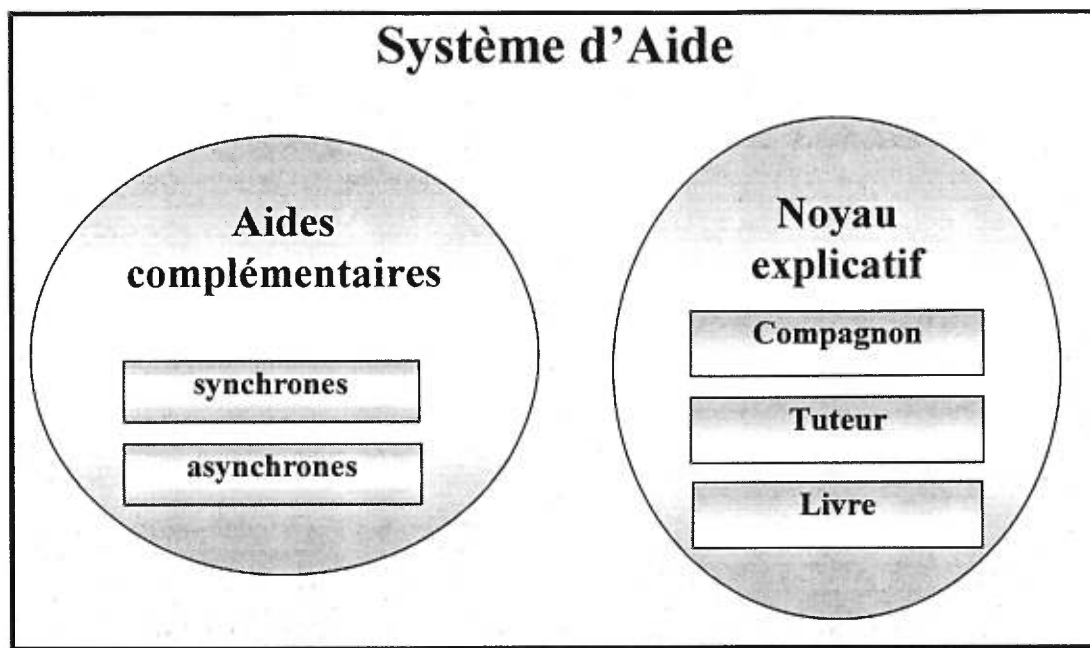 Système d'Aide
Aides
complémentaires
synchrones
asynchrones
Noyau
explicatif
Compagnon
Tuteur
Livre